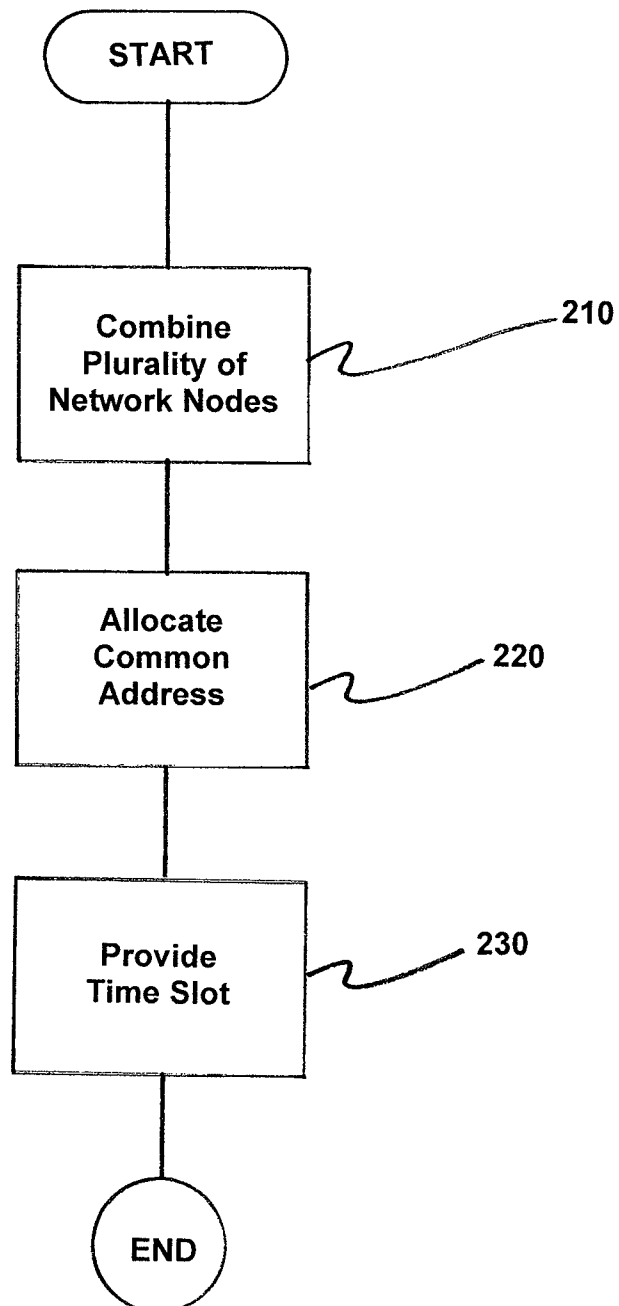 START
Combine
Plurality of
Network Nodes
210
Allocate
Common
Address
220
Provide
Time Slot
230
END